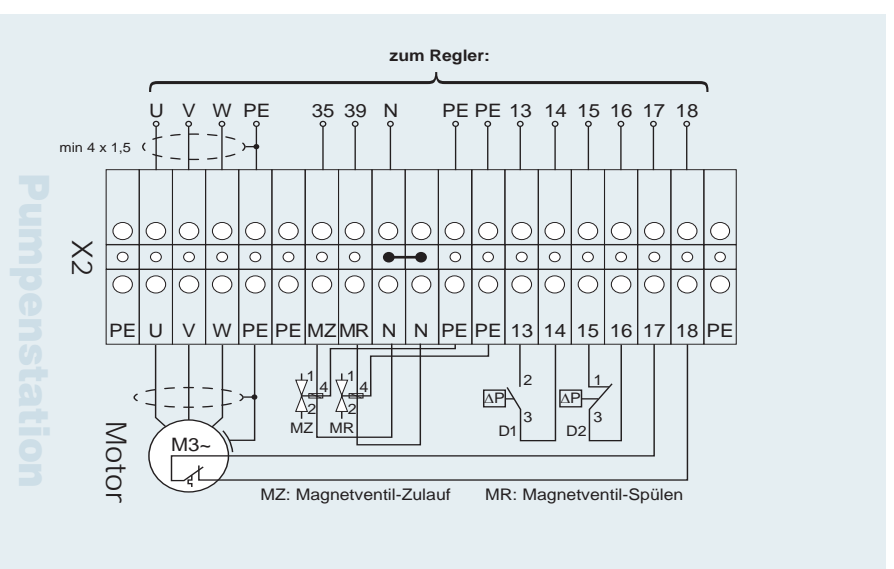 zum Regler:
U V W PE 35 39 N PE PE 13 14 15 16 17 18
min 4 x 1,5
Pumpenstation
X2
PE U V W PE PE MZ MR N N PE PE 13 14 15 16 17 18 PE
1 4 2 MZ
1 4 2 MR
ΔP 2 3 D1
ΔP 1 3 D2
Motor
M3~
MZ: Magnetventil-Zulauf MR: Magnetventil-Spülen